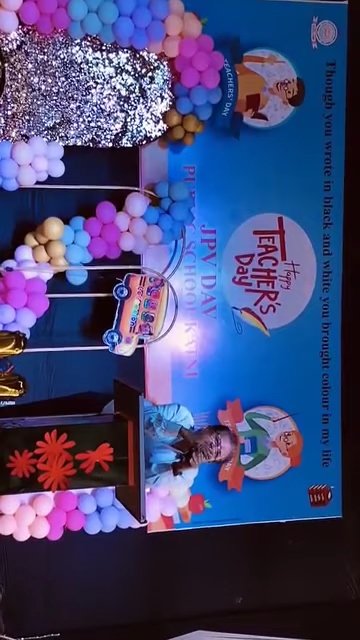 Though you wrote in black and white you brought colour in my life
TEACHERS' DAY
Happy
TEACHER'S
Day!
JPV DAV
PUBLIC SCHOOL